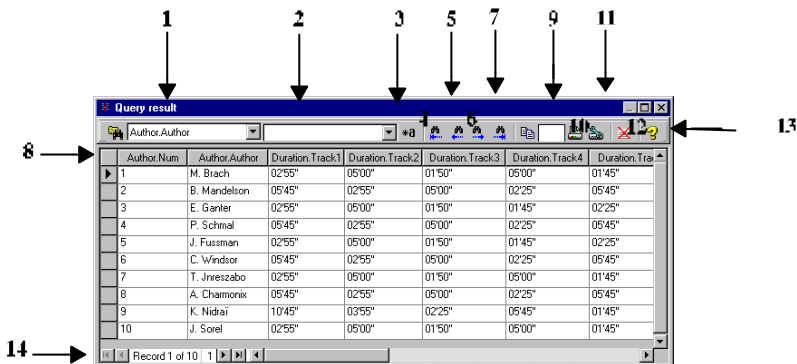 1 2 3 5 7 9 11
Query result
Author.Author *a 4 6 10 12 ? 13
8
Author.Num Author.Author Duration.Track1 Duration.Track2 Duration.Track3 Duration.Track4 Duration.Tra
1 M. Brach 02'55" 05'00" 01'50" 05'00" 01'45"
2 B. Mandelson 05'45" 02'55" 05'00" 02'25" 05'45"
3 E. Ganter 02'55" 05'00" 01'50" 01'45" 02'25"
4 P. Schmal 05'45" 02'55" 05'00" 02'25" 05'45"
5 J. Fussman 02'55" 05'00" 01'50" 01'45" 02'25"
6 C. Windsor 05'45" 02'55" 05'00" 02'25" 05'45"
7 T. Jnreszabo 02'55" 05'00" 01'50" 05'00" 01'45"
8 A. Charmonix 05'45" 02'55" 05'00" 02'25" 05'45"
9 K. Nidraï 10'45" 03'55" 02'25" 05'45" 01'45"
10 J. Sorel 02'55" 05'00" 01'50" 05'00" 01'45"
14 Record 1 of 10 1